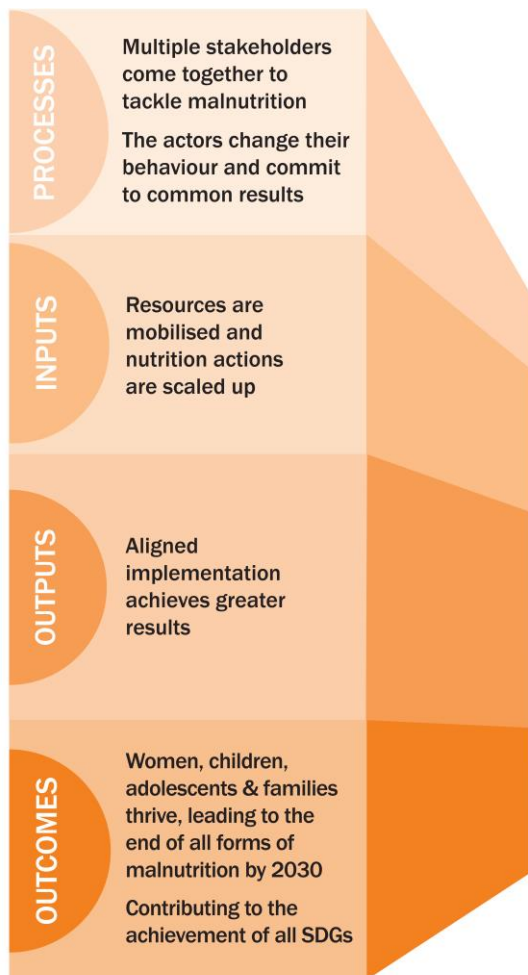 PROCESSES
Multiple stakeholders
come together to
tackle malnutrition
The actors change their
behaviour and commit
to common results
INPUTS
Resources are
mobilised and
nutrition actions
are scaled up
OUTPUTS
Aligned
implementation
achieves greater
results
OUTCOMES
Women, children,
adolescents & families
thrive, leading to the
end of all forms of
malnutrition by 2030
Contributing to the
achievement of all SDGs